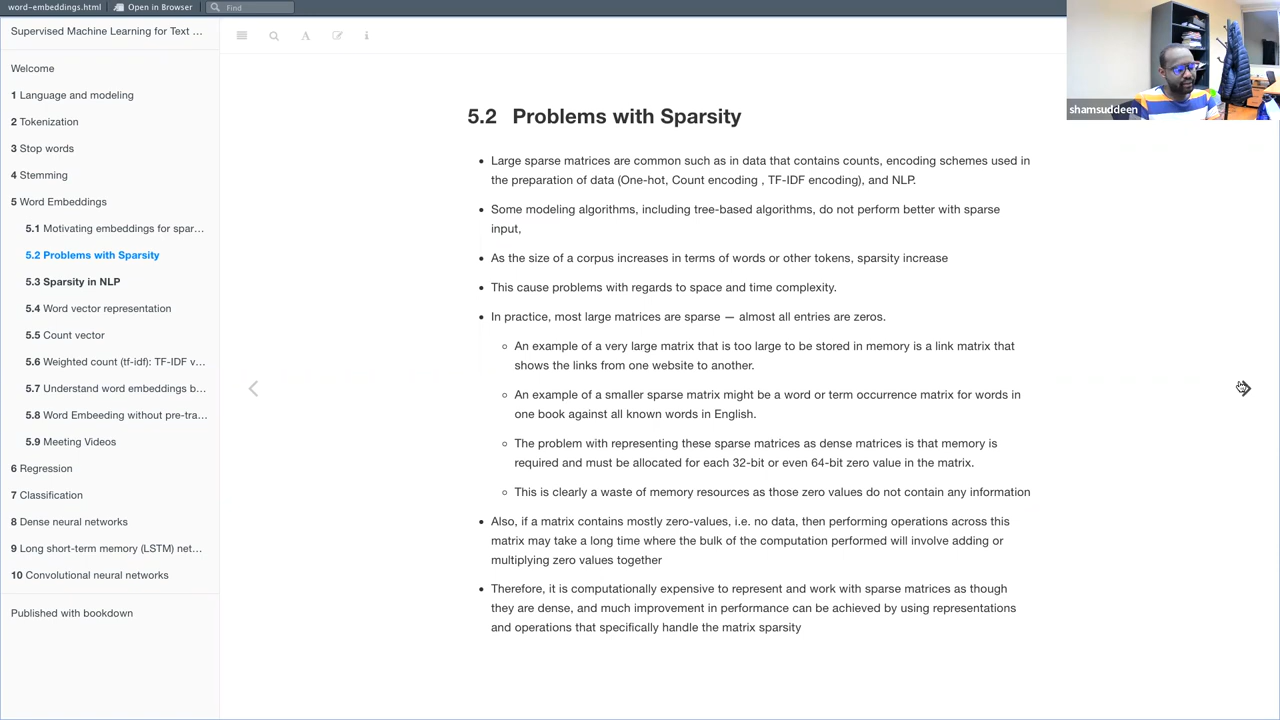 word-embeddings.html
Open in Browser
Find
Supervised Machine Learning for Text ...
Welcome
1 Language and modeling
2 Tokenization
3 Stop words
4 Stemming
5 Word Embeddings
5.1 Motivating embeddings for spar...
5.2 Problems with Sparsity
5.3 Sparsity in NLP
5.4 Word vector representation
5.5 Count vector
5.6 Weighted count (tf-idf): TF-IDF v...
5.7 Understand word embeddings b...
5.8 Word Embeeding without pre-tra...
5.9 Meeting Videos
6 Regression
7 Classification
8 Dense neural networks
9 Long short-term memory (LSTM) net...
10 Convolutional neural networks
Published with bookdown
A
i
5.2 Problems with Sparsity
• Large sparse matrices are common such as in data that contains counts, encoding schemes used in
the preparation of data (One-hot, Count encoding , TF-IDF encoding), and NLP.
• Some modeling algorithms, including tree-based algorithms, do not perform better with sparse
input,
• As the size of a corpus increases in terms of words or other tokens, sparsity increase
• This cause problems with regards to space and time complexity.
• In practice, most large matrices are sparse — almost all entries are zeros.
◦ An example of a very large matrix that is too large to be stored in memory is a link matrix that
shows the links from one website to another.
◦ An example of a smaller sparse matrix might be a word or term occurrence matrix for words in
one book against all known words in English.
◦ The problem with representing these sparse matrices as dense matrices is that memory is
required and must be allocated for each 32-bit or even 64-bit zero value in the matrix.
◦ This is clearly a waste of memory resources as those zero values do not contain any information
• Also, if a matrix contains mostly zero-values, i.e. no data, then performing operations across this
matrix may take a long time where the bulk of the computation performed will involve adding or
multiplying zero values together
• Therefore, it is computationally expensive to represent and work with sparse matrices as though
they are dense, and much improvement in performance can be achieved by using representations
and operations that specifically handle the matrix sparsity
shamsuddeen